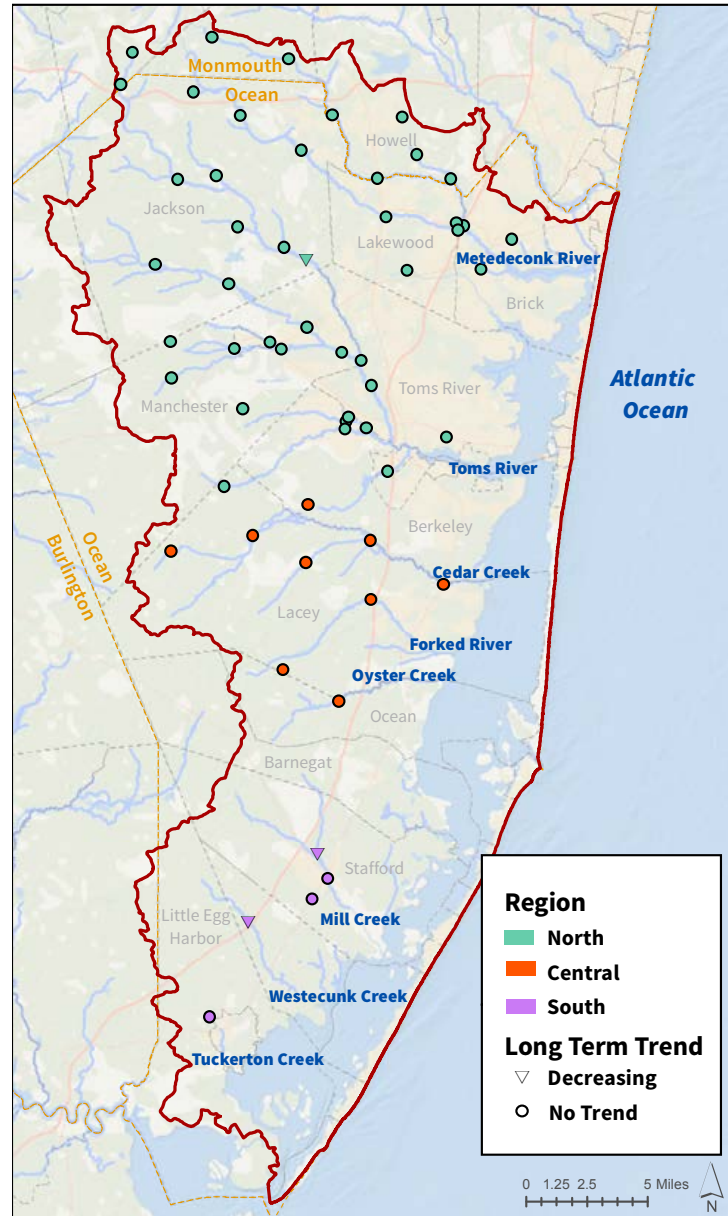 Monmouth
Ocean
Howell
Jackson
Lakewood
Metedeconk River
Brick
Atlantic
Ocean
Toms River
Manchester
Toms River
Berkeley
Ocean
Burlington
Cedar Creek
Lacey
Forked River
Oyster Creek
Ocean
Barnegat
Stafford
Little Egg
Harbor
Mill Creek
Westecunk Creek
Tuckerton Creek
Region
North
Central
South
Long Term Trend
Decreasing
No Trend
0 1.25 2.5 5 Miles
N